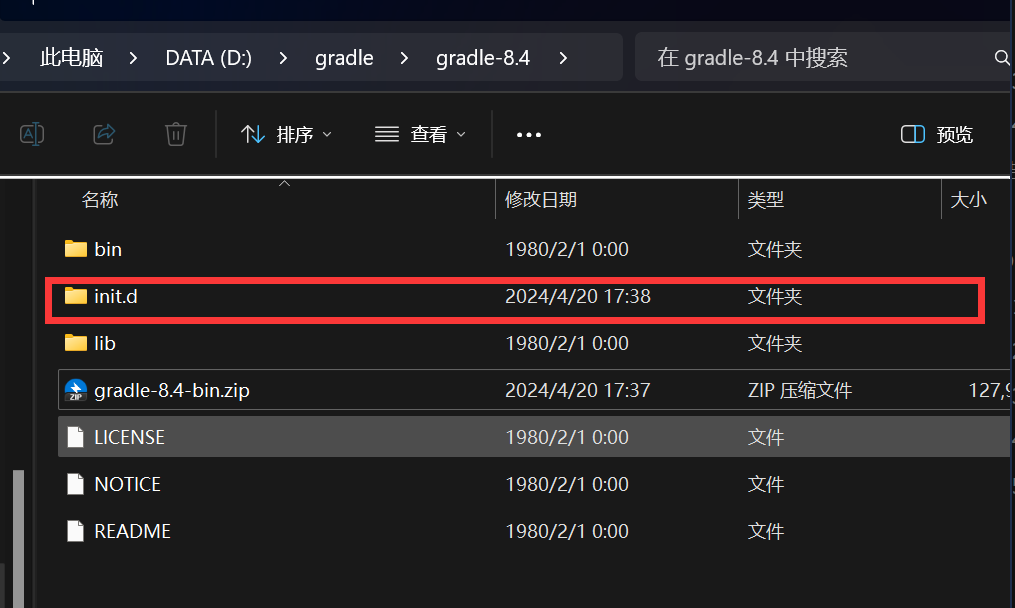 此电脑 > DATA (D:) > gradle > gradle-8.4 > 在 gradle-8.4 中搜索
排序 查看 ••• 预览
名称 修改日期 类型 大小
bin 1980/2/1 0:00 文件夹
init.d 2024/4/20 17:38 文件夹
lib 1980/2/1 0:00 文件夹
gradle-8.4-bin.zip 2024/4/20 17:37 ZIP 压缩文件 127,9
LICENSE 1980/2/1 0:00 文件
NOTICE 1980/2/1 0:00 文件
README 1980/2/1 0:00 文件